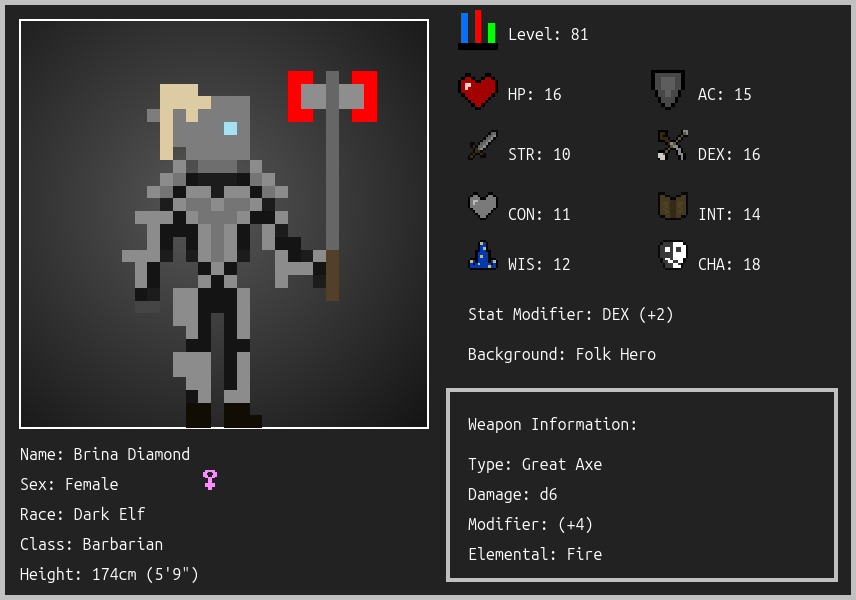 Level: 81
HP: 16
AC: 15
STR: 10
DEX: 16
CON: 11
INT: 14
WIS: 12
CHA: 18
Stat Modifier: DEX (+2)
Background: Folk Hero
Weapon Information:
Type: Great Axe
Damage: d6
Modifier: (+4)
Elemental: Fire
Name: Brina Diamond
Sex: Female
Race: Dark Elf
Class: Barbarian
Height: 174cm (5'9")